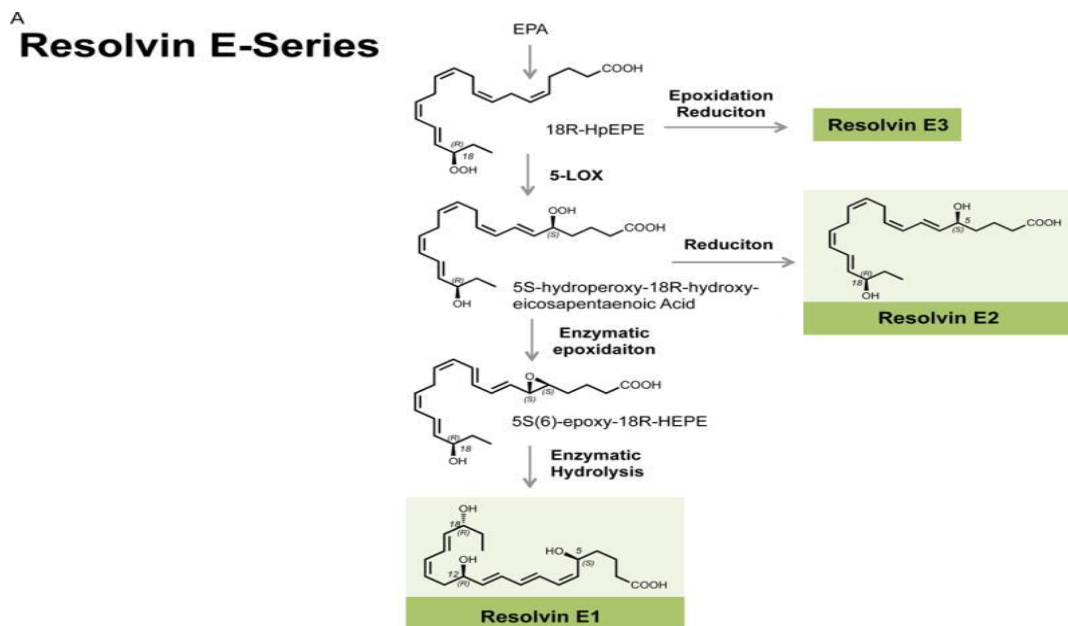 A
Resolvin E-Series
EPA
COOH
18R-HpEPE
Epoxidation
Reduciton
Resolvin E3
(R)
18
OOH
5-LOX
OOH
(S)
COOH
Reduciton
OH
5
(S)
COOH
(R)
18
OH
Resolvin E2
(R)
OH
5S-hydroperoxy-18R-hydroxy-
eicosapentaenoic Acid
Enzymatic
epoxidaiton
O
(S)
(S)
COOH
5S(6)-epoxy-18R-HEPE
(R)
18
OH
Enzymatic
Hydrolysis
OH
18
(R)
OH
12
(R)
HO
5
(S)
COOH
Resolvin E1